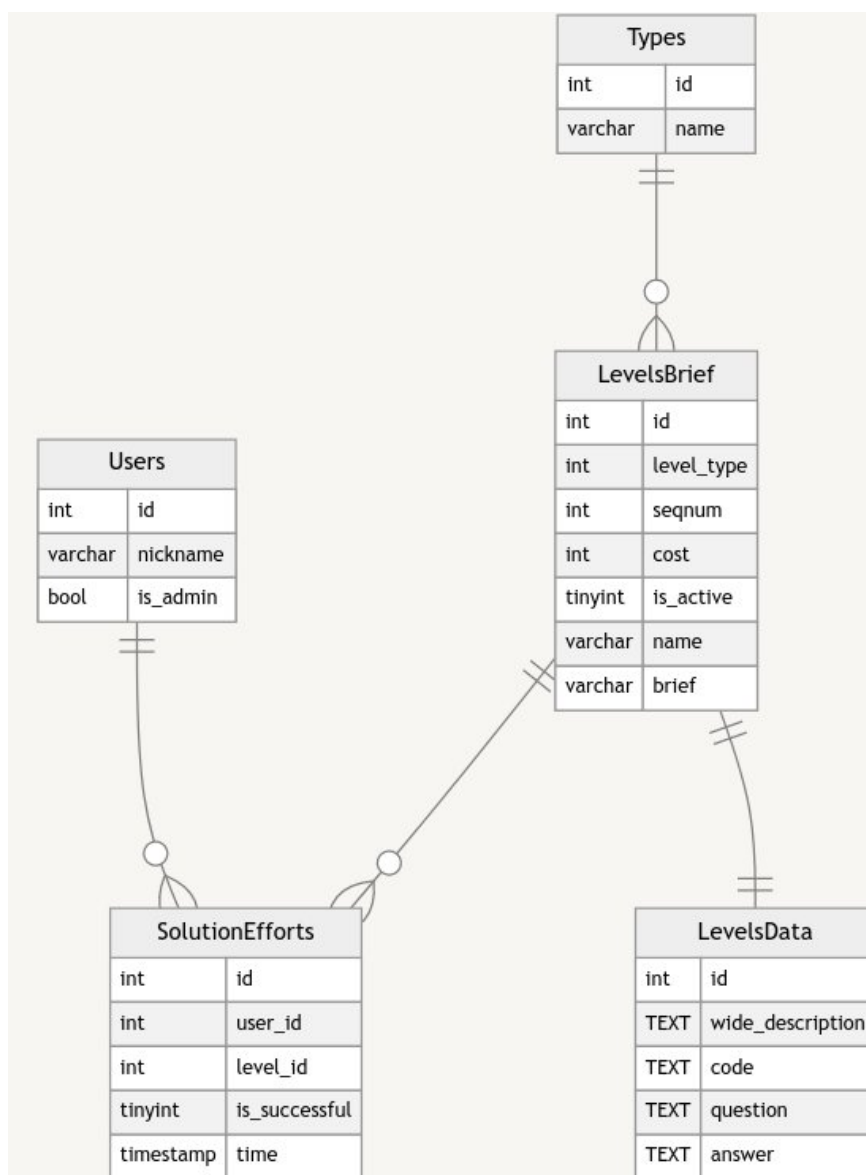 Types
int id
varchar name
LevelsBrief
int id
int level_type
int seqnum
int cost
tinyint is_active
varchar name
varchar brief
Users
int id
varchar nickname
bool is_admin
SolutionEfforts
int id
int user_id
int level_id
tinyint is_successful
timestamp time
LevelsData
int id
TEXT wide_description
TEXT code
TEXT question
TEXT answer